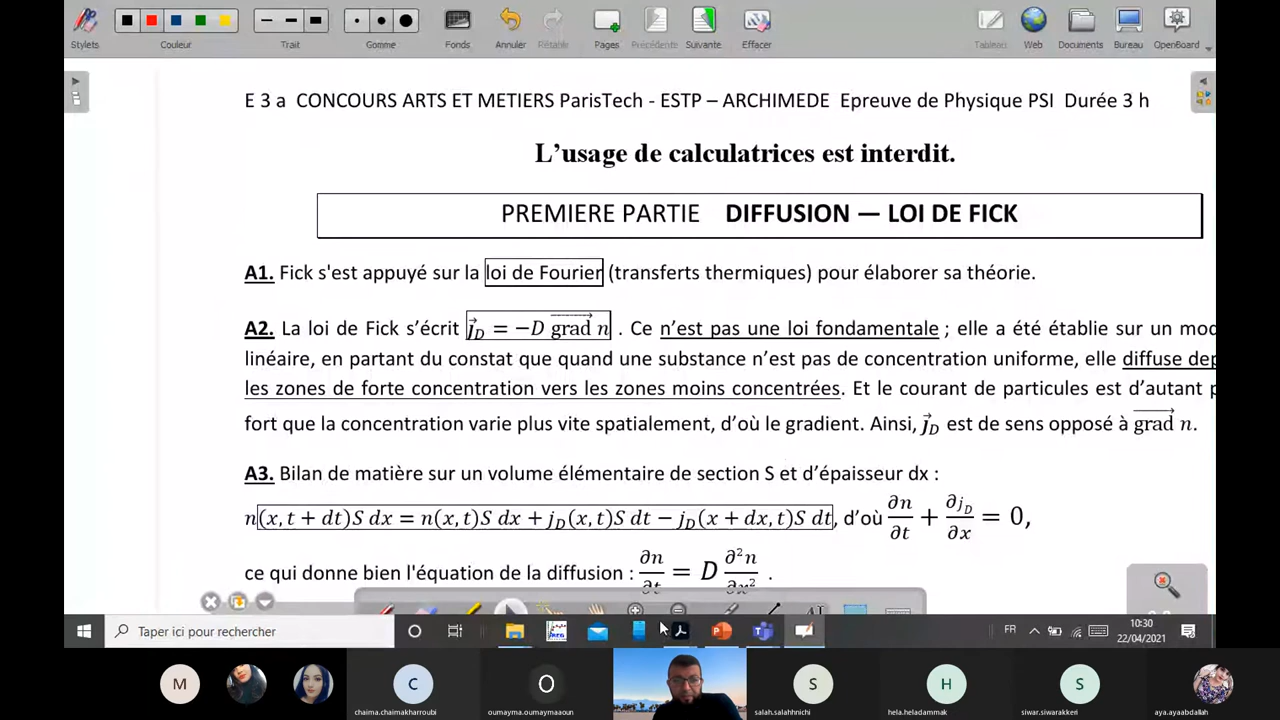 Stylets Couleur Trait Gomme Fonds Annuler Rétablir Pages Précédente Suivante Effacer Tableau Web Documents Bureau OpenBoard
E 3 a CONCOURS ARTS ET METIERS ParisTech - ESTP – ARCHIMEDE Epreuve de Physique PSI Durée 3 h
L’usage de calculatrices est interdit.
PREMIERE PARTIE DIFFUSION — LOI DE FICK
A1. Fick s'est appuyé sur la loi de Fourier (transferts thermiques) pour élaborer sa théorie.
A2. La loi de Fick s’écrit j⃗_D = −D grad⃗ n . Ce n’est pas une loi fondamentale ; elle a été établie sur un mod
linéaire, en partant du constat que quand une substance n’est pas de concentration uniforme, elle diffuse dep
les zones de forte concentration vers les zones moins concentrées. Et le courant de particules est d’autant p
fort que la concentration varie plus vite spatialement, d’où le gradient. Ainsi, j⃗_D est de sens opposé à grad⃗ n.
A3. Bilan de matière sur un volume élémentaire de section S et d’épaisseur dx :
n(x, t + dt)S dx = n(x, t)S dx + j_D(x, t)S dt − j_D(x + dx, t)S dt, d’où ∂n/∂t + ∂j_D/∂x = 0,
ce qui donne bien l'équation de la diffusion : ∂n/∂t = D ∂²n/∂x² .
Taper ici pour rechercher
FR
10:30
22/04/2021
M C O S H S
chaima.chaimakharroubi oumayma.oumaymaaoun salah.salahhnichi hela.heladammak siwar.siwarakkeri aya.ayaabdallah